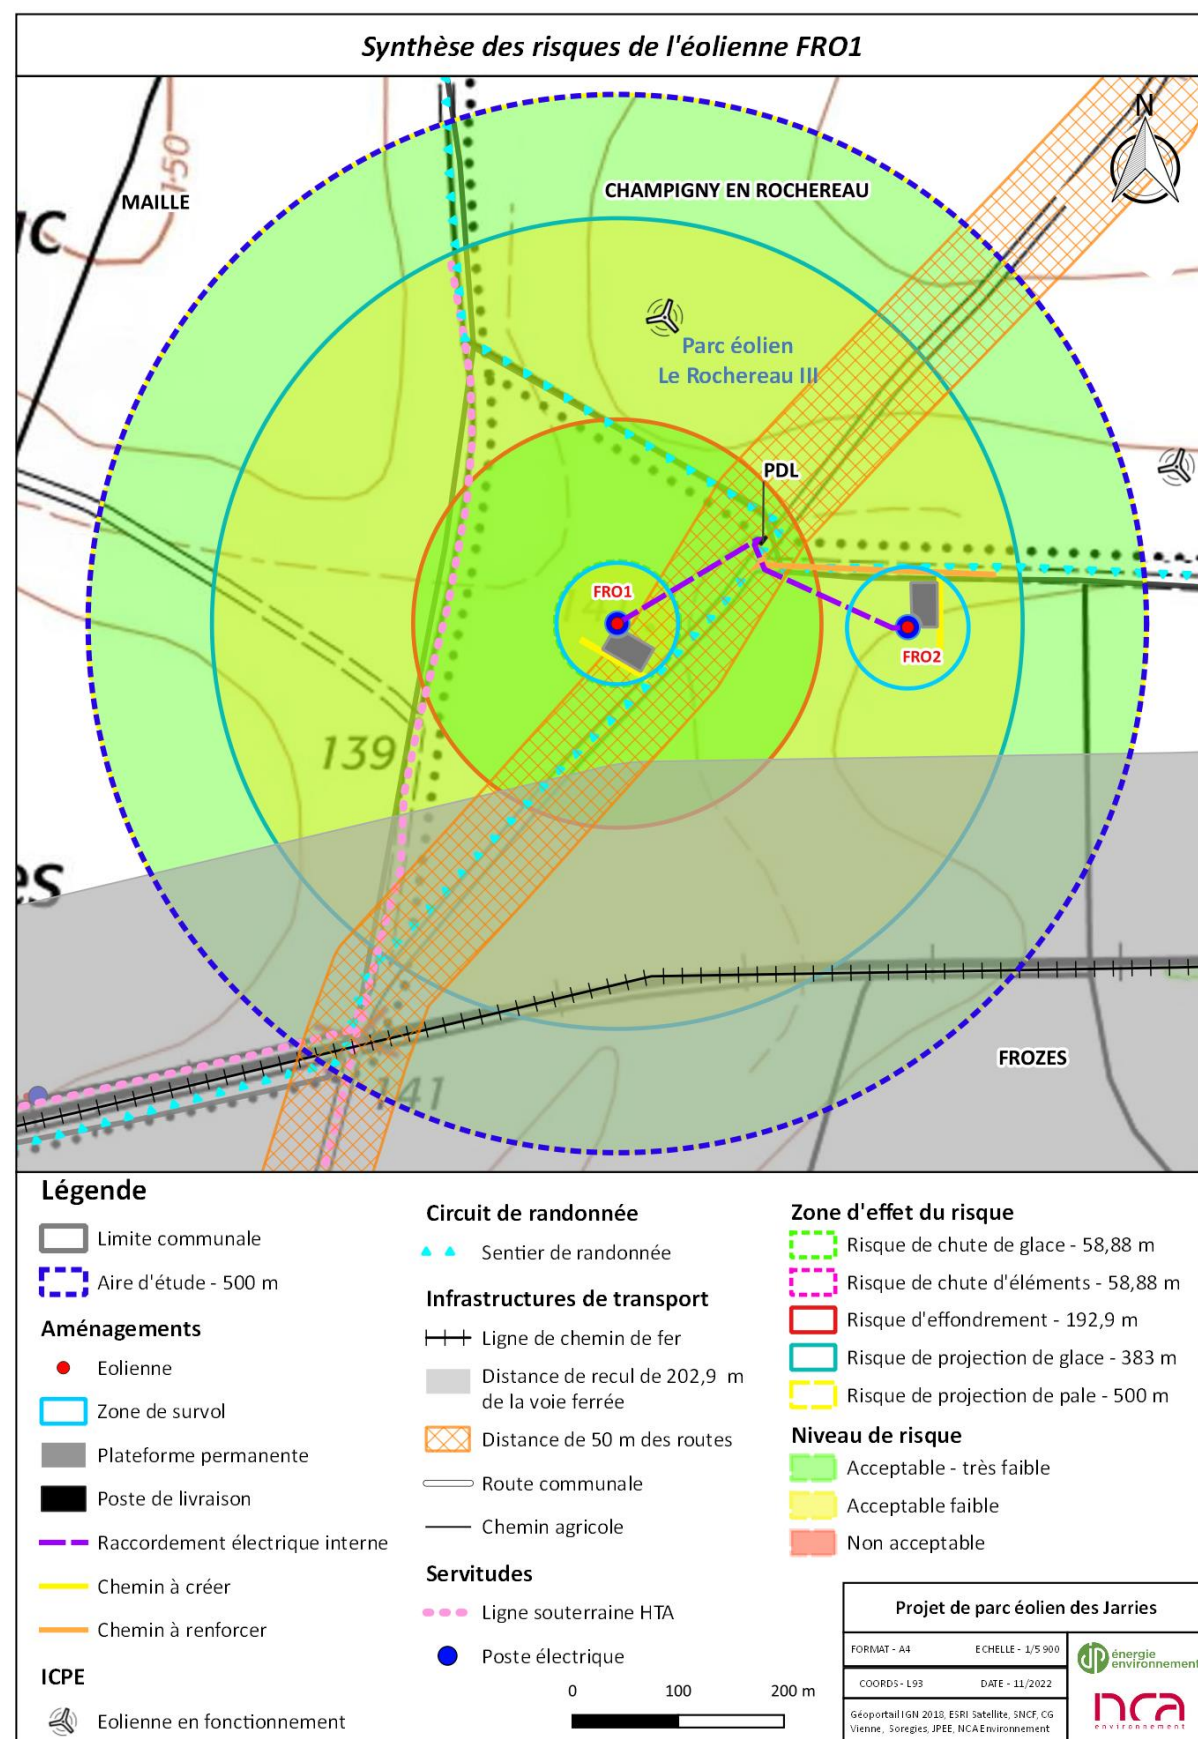 Synthèse des risques de l'éolienne FRO1
N
150
MAILLE
CHAMPIGNY EN ROCHEREAU
Parc éolien
Le Rochereau III
PDL
FRO1
FRO2
139
FROZES
141
Légende
Limite communale
Aire d'étude - 500 m
Aménagements
Eolienne
Zone de survol
Plateforme permanente
Poste de livraison
Raccordement électrique interne
Chemin à créer
Chemin à renforcer
ICPE
Eolienne en fonctionnement
Circuit de randonnée
Sentier de randonnée
Infrastructures de transport
Ligne de chemin de fer
Distance de recul de 202,9 m
de la voie ferrée
Distance de 50 m des routes
Route communale
Chemin agricole
Servitudes
Ligne souterraine HTA
Poste électrique
0 100 200 m
Zone d'effet du risque
Risque de chute de glace - 58,88 m
Risque de chute d'éléments - 58,88 m
Risque d'effondrement - 192,9 m
Risque de projection de glace - 383 m
Risque de projection de pale - 500 m
Niveau de risque
Acceptable - très faible
Acceptable faible
Non acceptable
Projet de parc éolien des Jarries
FORMAT - A4 ECHELLE - 1/5 900
COORDS - L93 DATE - 11/2022
Géoportail IGN 2018, ESRI Satellite, SNCF, CG
Vienne, Soregies, JPEE, NCA Environnement
JP énergie
environnement
nca
environnement